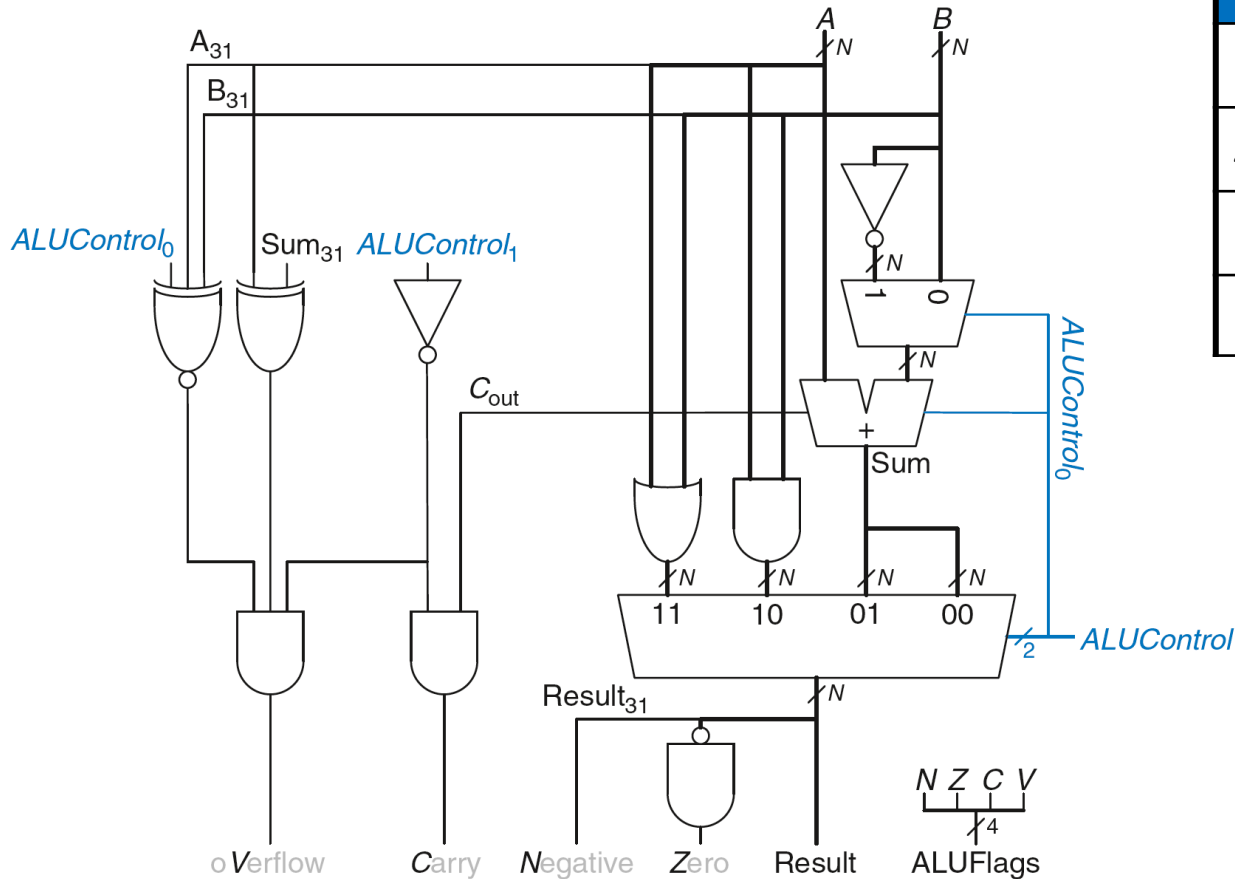 A B
N N
A31
B31
ALUControl0 Sum31 ALUControl1
N
1 0
N
ALUControl0
Cout
+
Sum
N N N N
11 10 01 00
2 ALUControl
N
Result31
N Z C V
4
oVerflow Carry Negative Zero Result ALUFlags